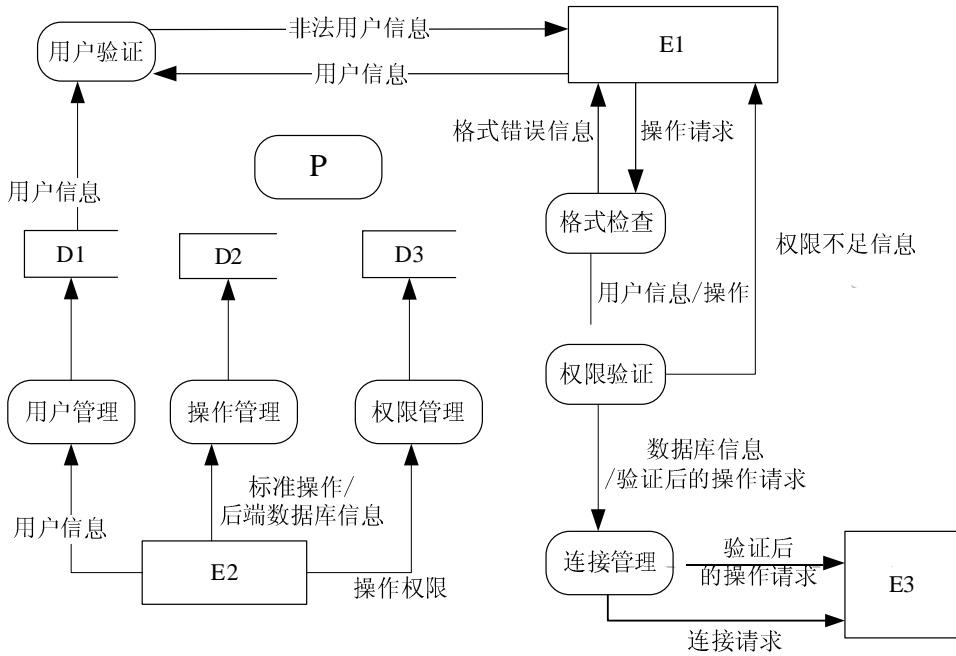 非法用户信息
E1
用户验证
用户信息
格式错误信息
操作请求
P
用户信息
格式检查
D1
D2
D3
权限不足信息
用户信息/操作
权限验证
用户管理
操作管理
权限管理
数据库信息
/验证后的操作请求
标准操作/
后端数据库信息
用户信息
E2
操作权限
连接管理
验证后
的操作请求
E3
连接请求